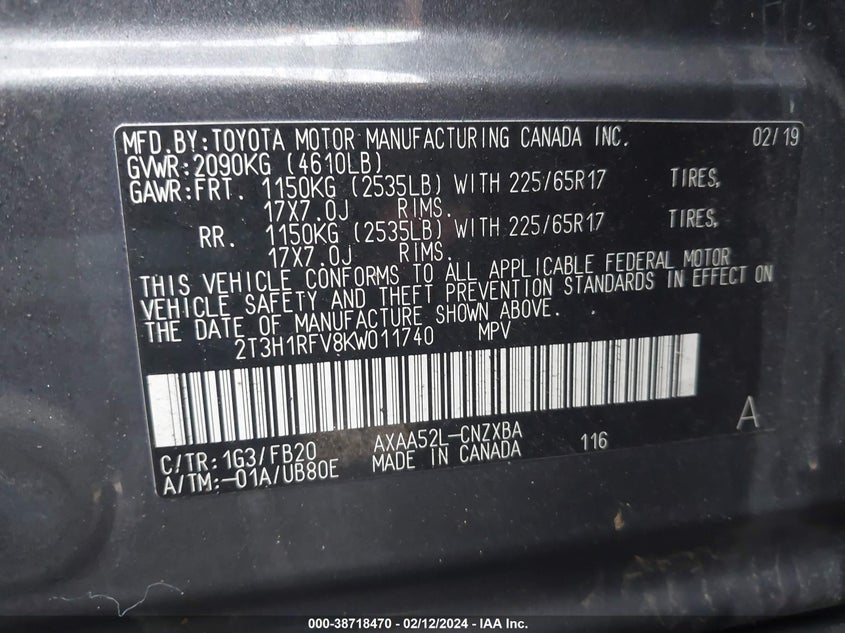 MFD.BY:TOYOTA MOTOR MANUFACTURING CANADA INC. 02/19
GVWR:2090KG (4610LB)
GAWR:FRT. 1150KG (2535LB) WITH 225/65R17 TIRES,
17X7.0J RIMS.
RR. 1150KG (2535LB) WITH 225/65R17 TIRES,
17X7.0J RIMS.
THIS VEHICLE CONFORMS TO ALL APPLICABLE FEDERAL MOTOR
VEHICLE SAFETY AND THEFT PREVENTION STANDARDS IN EFFECT ON
THE DATE OF MANUFACTURE SHOWN ABOVE.
2T3H1RFV8KW011740 MPV
A
C/TR:1G3/FB20 AXAA52L-CNZXBA 116
A/TM:-01A/UB80E MADE IN CANADA
000-38718470 - 02/12/2024 - IAA Inc.